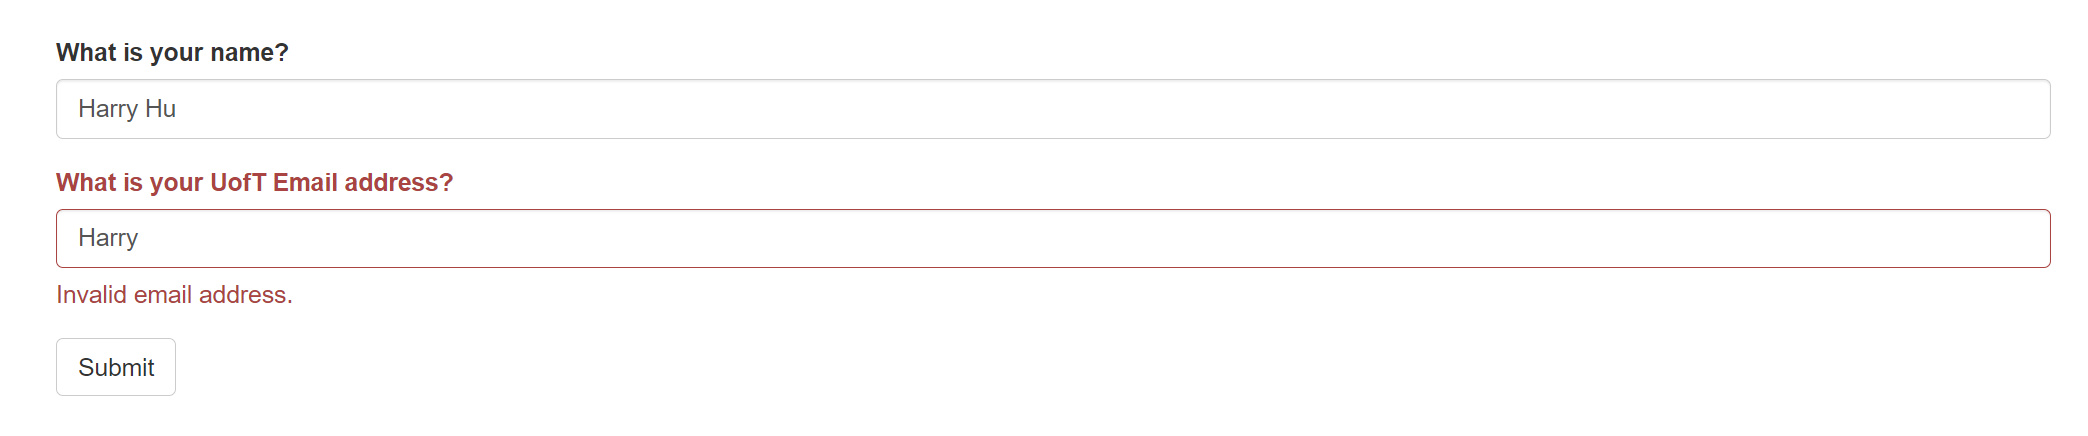 What is your name?
Harry Hu
What is your UofT Email address?
Harry
Invalid email address.
Submit